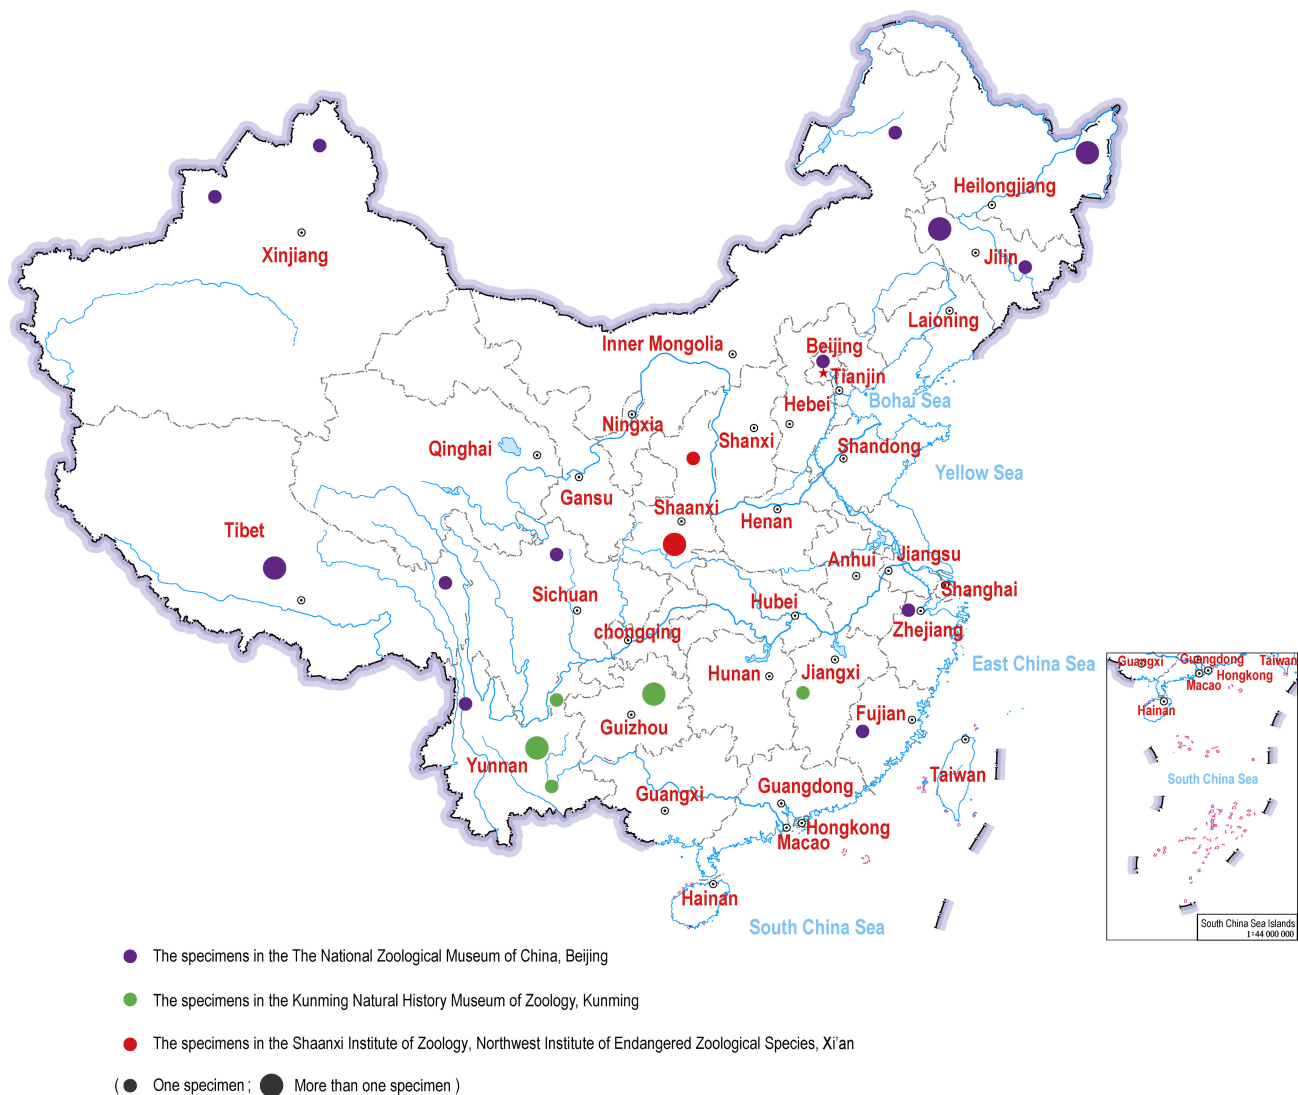 Heilongjiang
Xinjiang
Jilin
Laioning
Inner Mongolia
Beijing
Tianjin
Bohai Sea
Hebei
Ningxia
Shanxi
Shandong
Qinghai
Yellow Sea
Gansu
Shaanxi
Henan
Tibet
Anhui
Jiangsu
Sichuan
Shanghai
Hubei
chongqing
Zhejiang
East China Sea
Hunan
Jiangxi
Guizhou
Fujian
Yunnan
Taiwan
Guangxi
Guangdong
Hongkong
Macao
Hainan
South China Sea
Guangxi
Guangdong
Taiwan
Hongkong
Macao
Hainan
South China Sea
South China Sea Islands
1:44 000 000
The specimens in the The National Zoological Museum of China, Beijing
The specimens in the Kunming Natural History Museum of Zoology, Kunming
The specimens in the Shaanxi Institute of Zoology, Northwest Institute of Endangered Zoological Species, Xi'an
( One specimen ; More than one specimen )